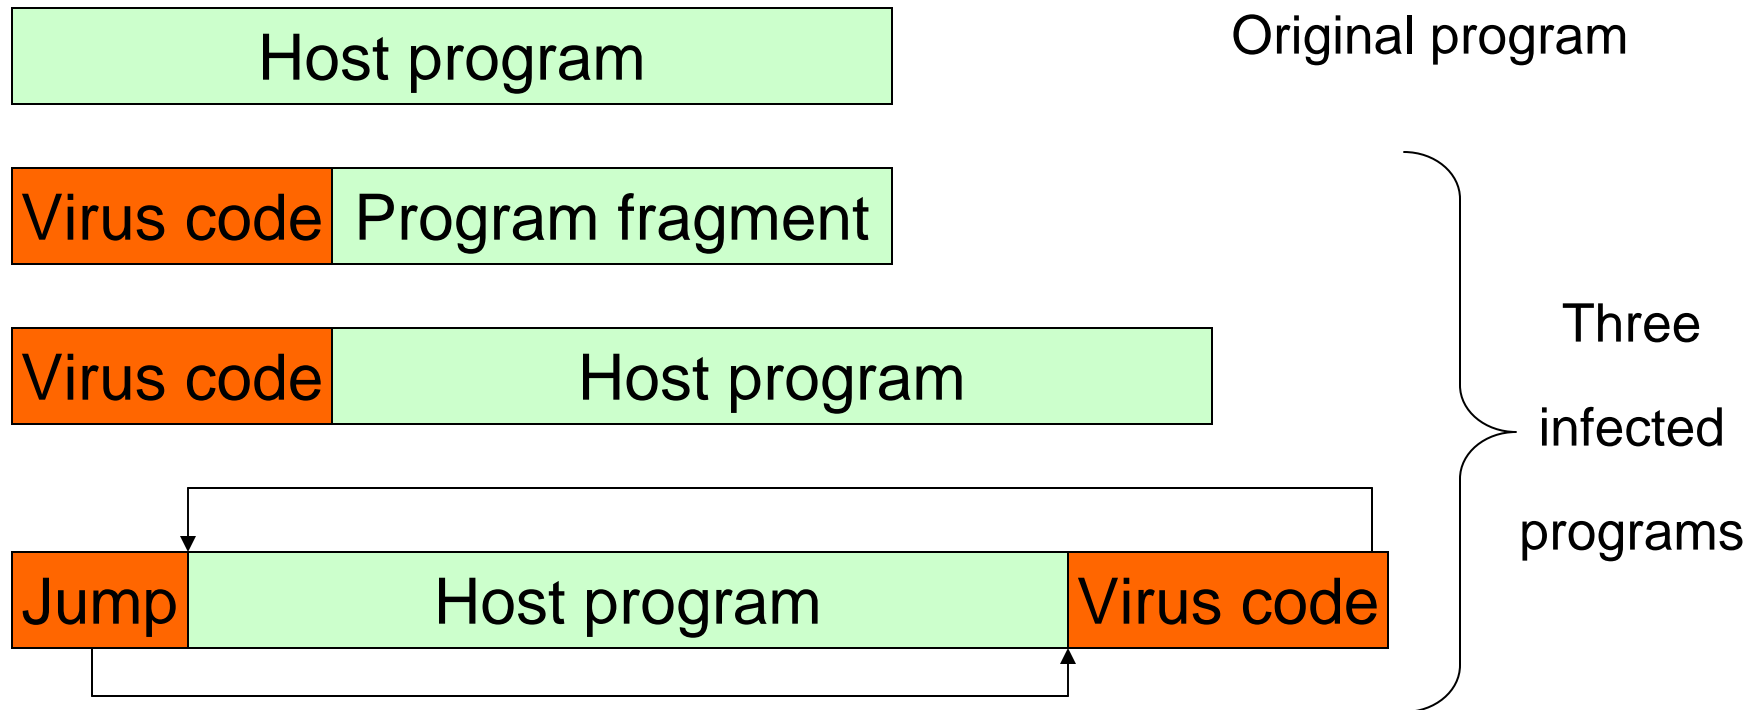 Host program
Original program
Virus code Program fragment
Virus code Host program
Three
infected
programs
Jump Host program Virus code